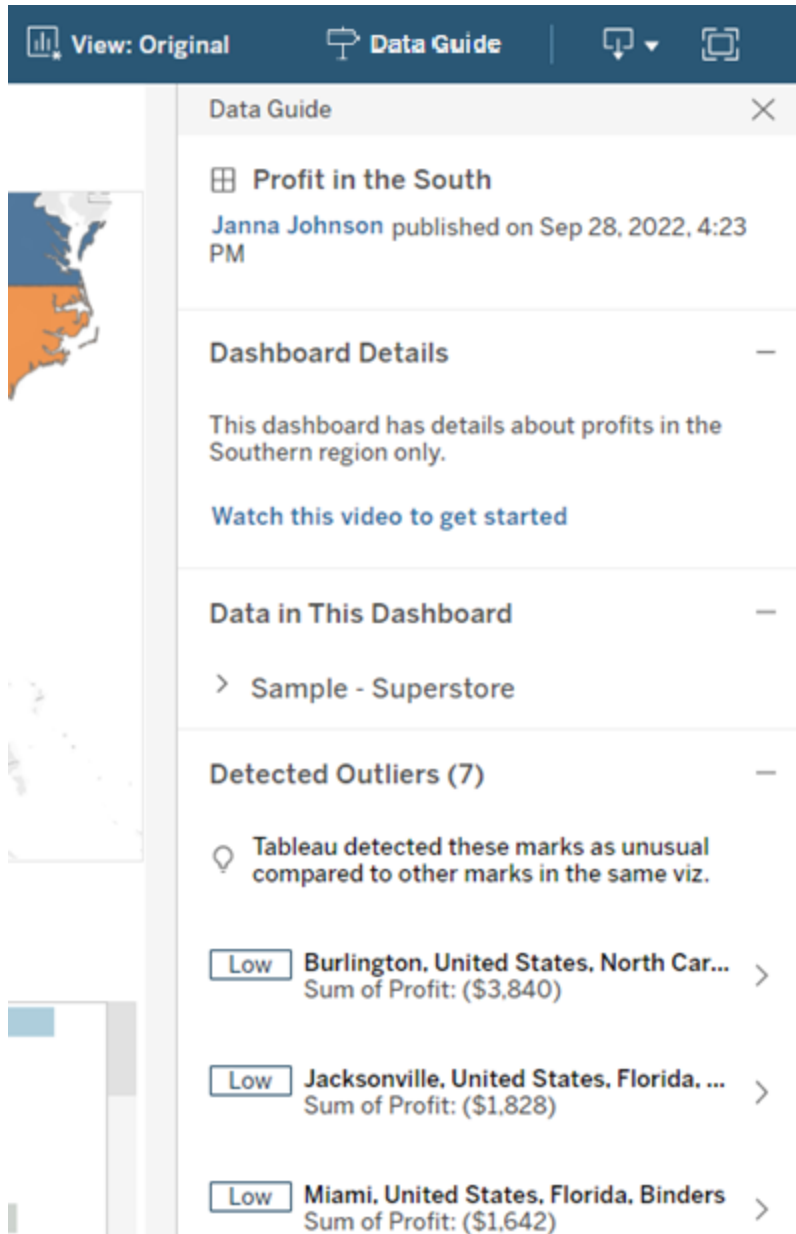 View: Original
Data Guide
Data Guide
Profit in the South
Janna Johnson published on Sep 28, 2022, 4:23
PM
Dashboard Details
This dashboard has details about profits in the
Southern region only.
Watch this video to get started
Data in This Dashboard
Sample - Superstore
Detected Outliers (7)
Tableau detected these marks as unusual
compared to other marks in the same viz.
Low Burlington, United States, North Car...
Sum of Profit: ($3,840)
Low Jacksonville, United States, Florida, ...
Sum of Profit: ($1,828)
Low Miami, United States, Florida, Binders
Sum of Profit: ($1,642)